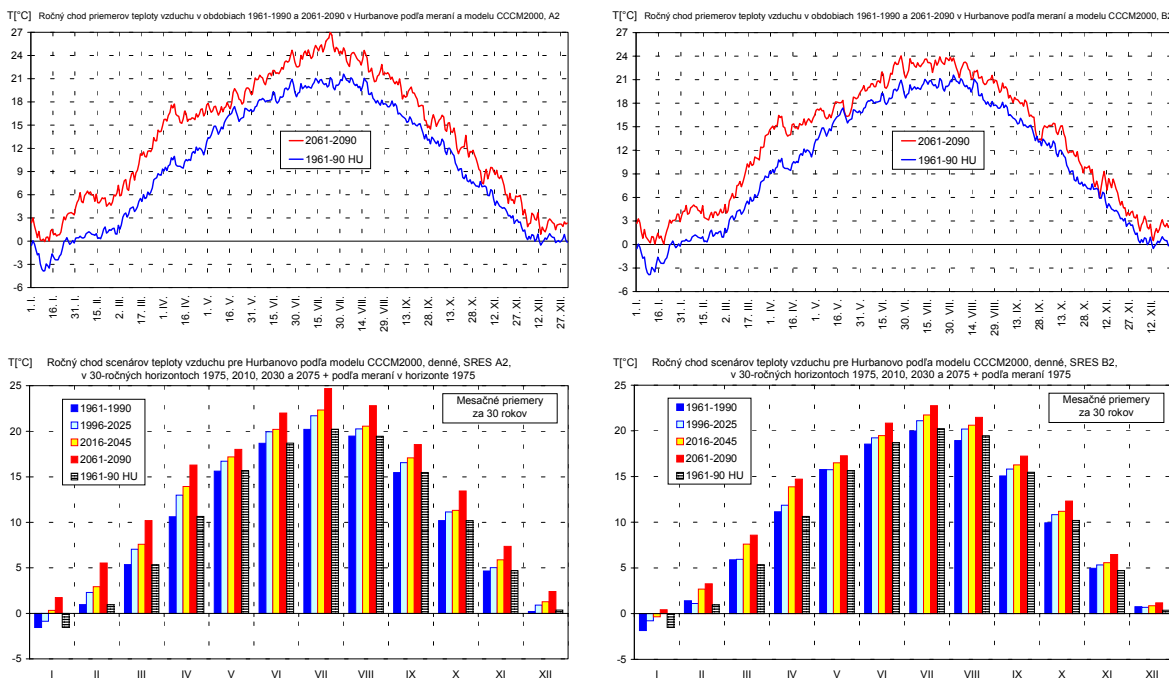 T[°C] Ročný chod priemerov teploty vzduchu v obdobiach 1961-1990 a 2061-2090 v Hurbanove podľa meraní a modelu CCCM2000, A2
27
24
21
18
15
12
9
6
3
0
-3
-6
2061-2090
1961-90 HU
1. I.
16. I.
31. I.
15. II.
2. III.
17. III.
1. IV.
16. IV.
1. V.
16. V.
31. V.
15. VI.
30. VI.
15. VII.
30. VII.
14. VIII.
29. VIII.
13. IX.
28. IX.
13. X.
28. X.
12. XI.
27. XI.
12. XII.
27. XII.
T[°C] Ročný chod priemerov teploty vzduchu v obdobiach 1961-1990 a 2061-2090 v Hurbanove podľa meraní a modelu CCCM2000, B2
27
24
21
18
15
12
9
6
3
0
-3
-6
2061-2090
1961-90 HU
1. I.
16. I.
31. I.
15. II.
2. III.
17. III.
1. IV.
16. IV.
1. V.
16. V.
31. V.
15. VI.
30. VI.
15. VII.
30. VII.
14. VIII.
29. VIII.
13. IX.
28. IX.
13. X.
28. X.
12. XI.
27. XI.
12. XII.
T[°C] Ročný chod scenárov teploty vzduchu pre Hurbanovo podľa modelu CCCM2000, denné, SRES A2,
v 30-ročných horizontoch 1975, 2010, 2030 a 2075 + podľa meraní v horizonte 1975
25
20
15
10
5
0
-5
1961-1990
1996-2025
2016-2045
2061-2090
1961-90 HU
Mesačné priemery
za 30 rokov
I II III IV V VI VII VIII IX X XI XII
T[°C] Ročný chod scenárov teploty vzduchu pre Hurbanovo podľa modelu CCCM2000, denné, SRES B2,
v 30-ročných horizontoch 1975, 2010, 2030 a 2075 + podľa meraní 1975
25
20
15
10
5
0
-5
1961-1990
1996-2025
2016-2045
2061-2090
1961-90 HU
Mesačné priemery
za 30 rokov
I II III IV V VI VII VIII IX X XI XII